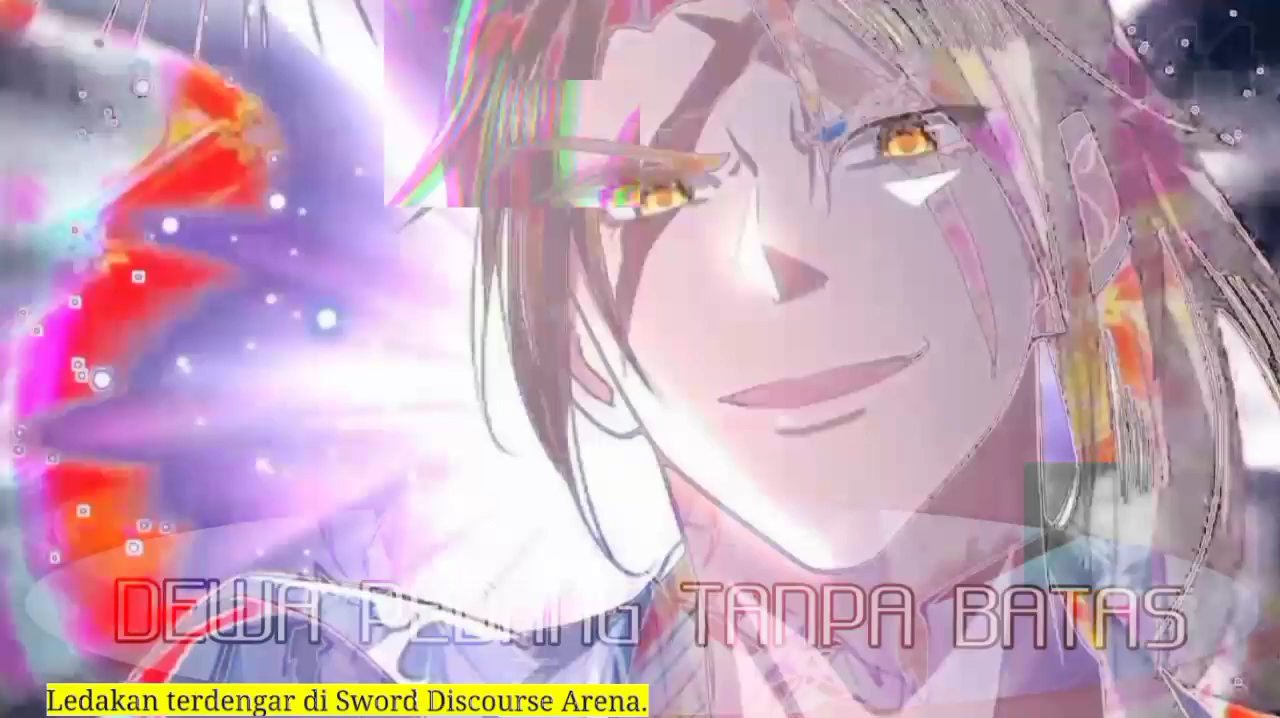 DEWA PEDANG TANPA BATAS
Ledakan terdengar di Sword Discourse Arena.